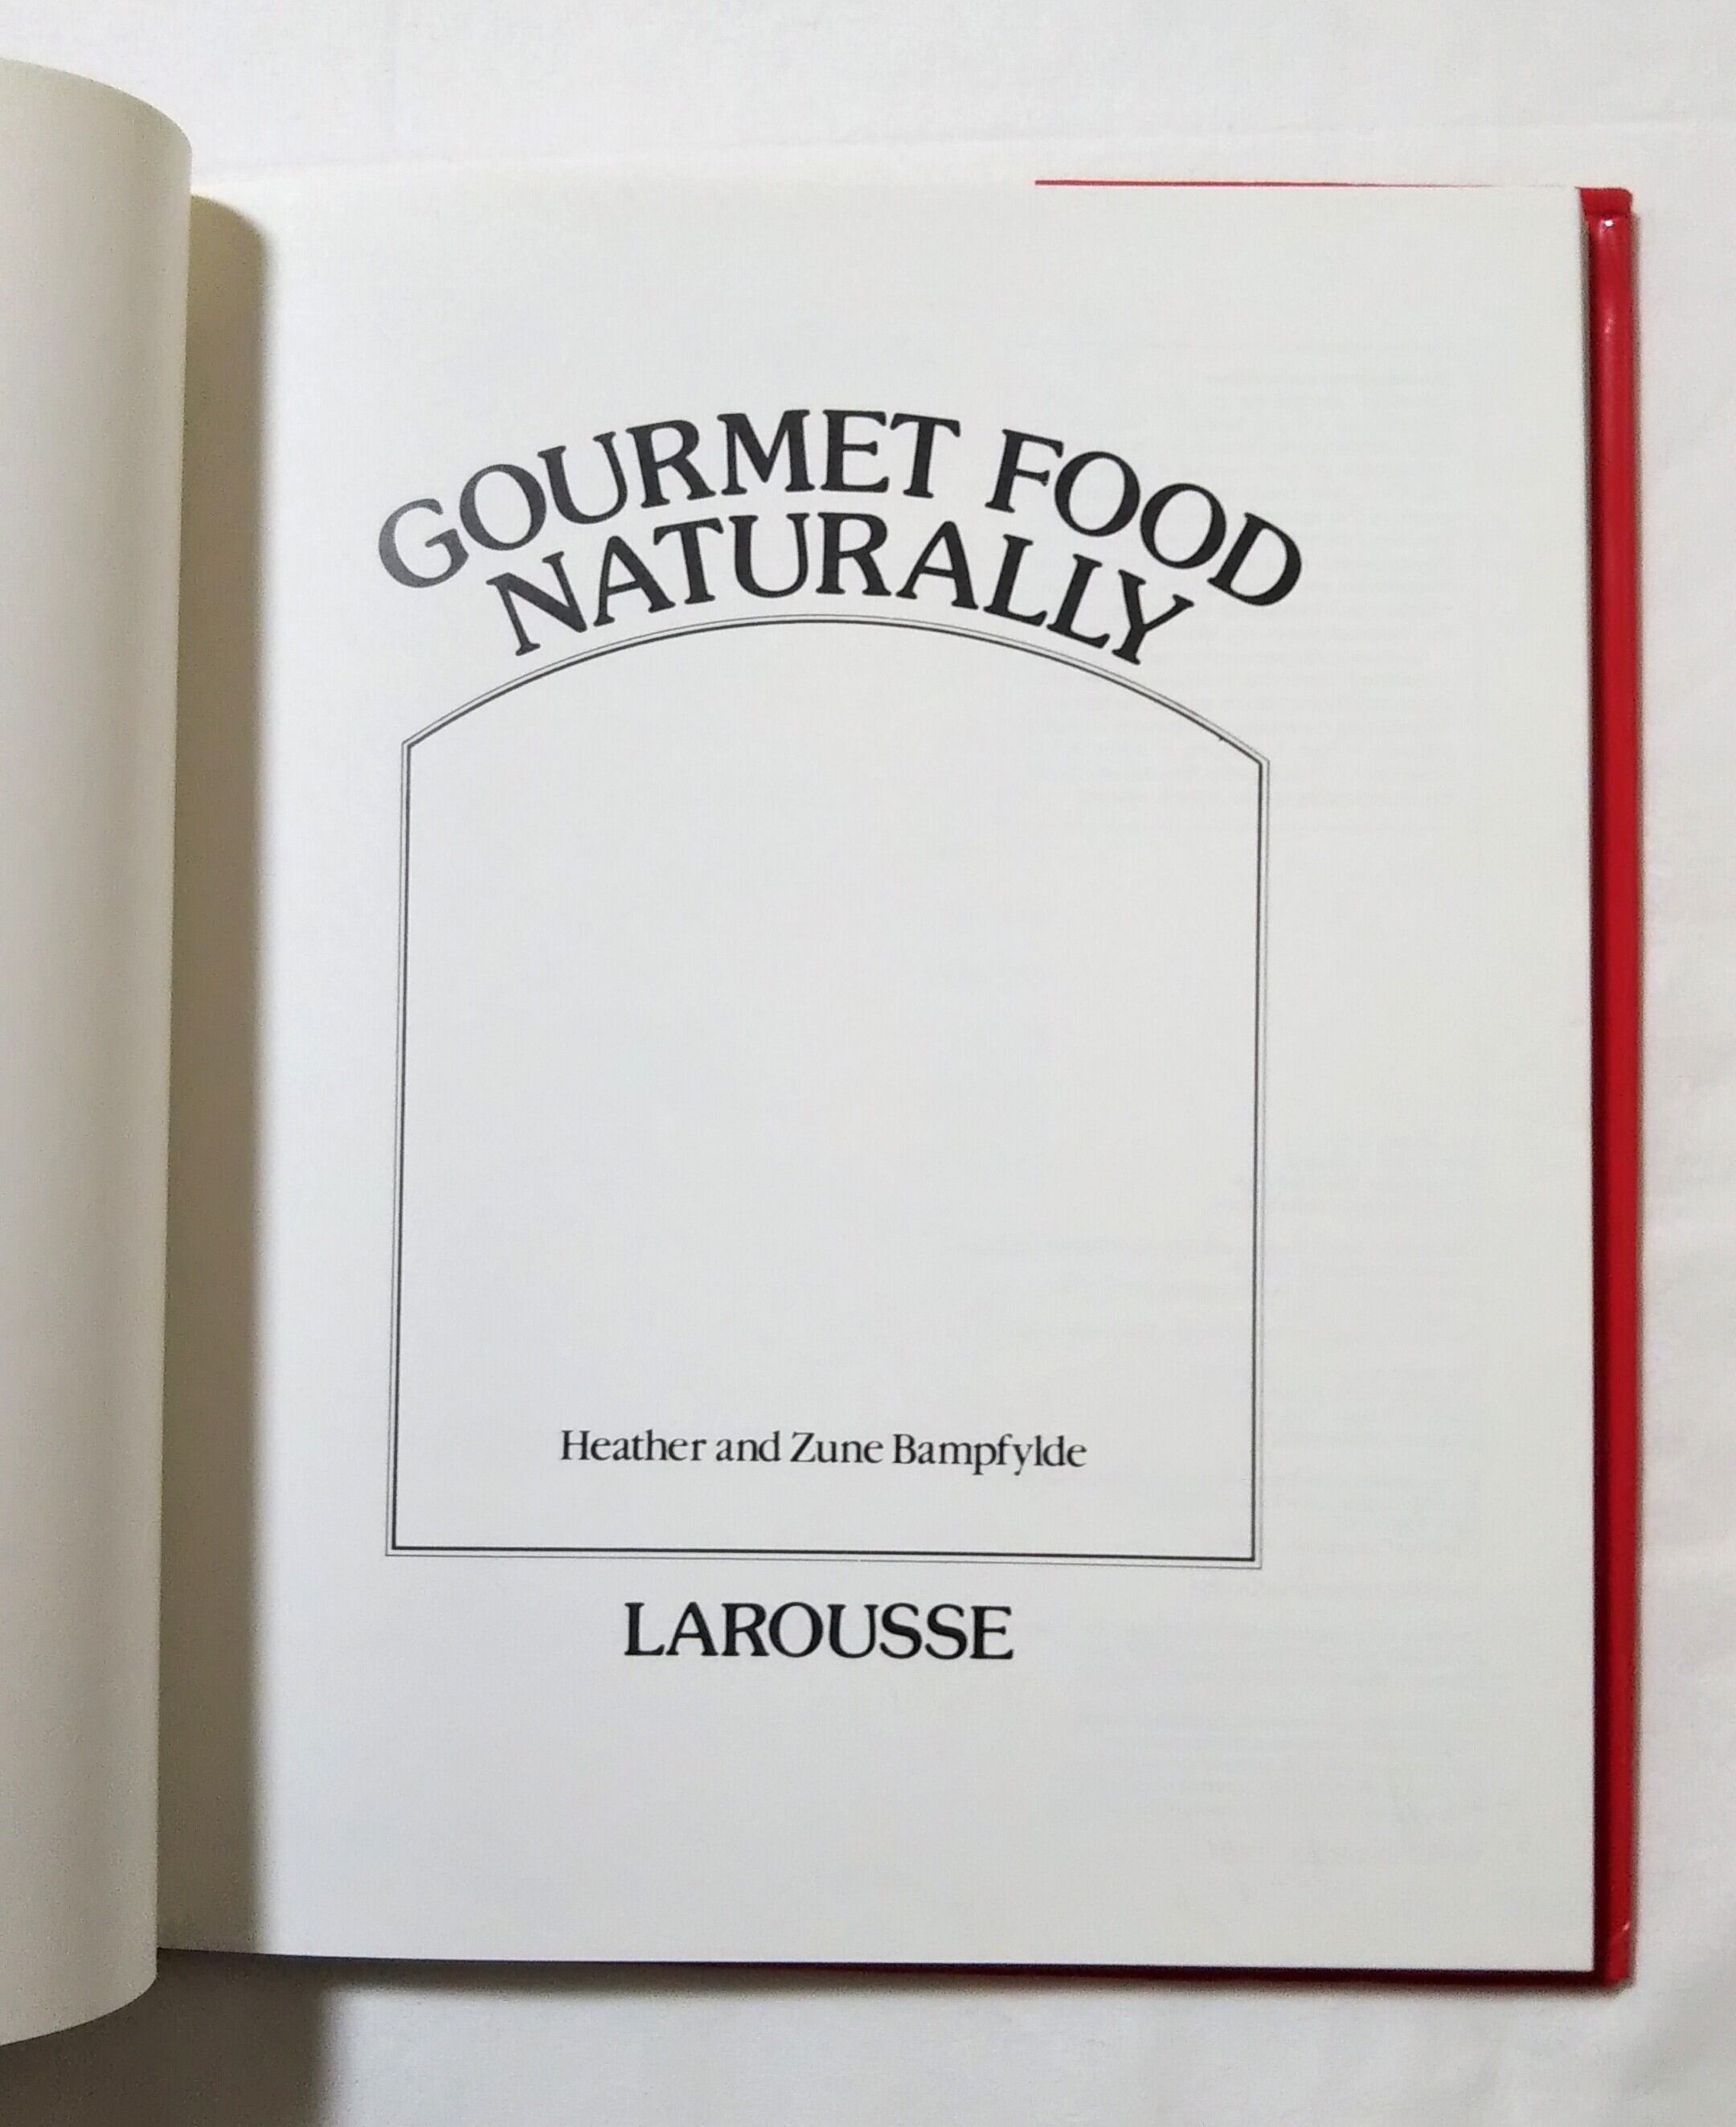 GOURMET FOOD
NATURALLY
Heather and Zune Bampfylde
LAROUSSE